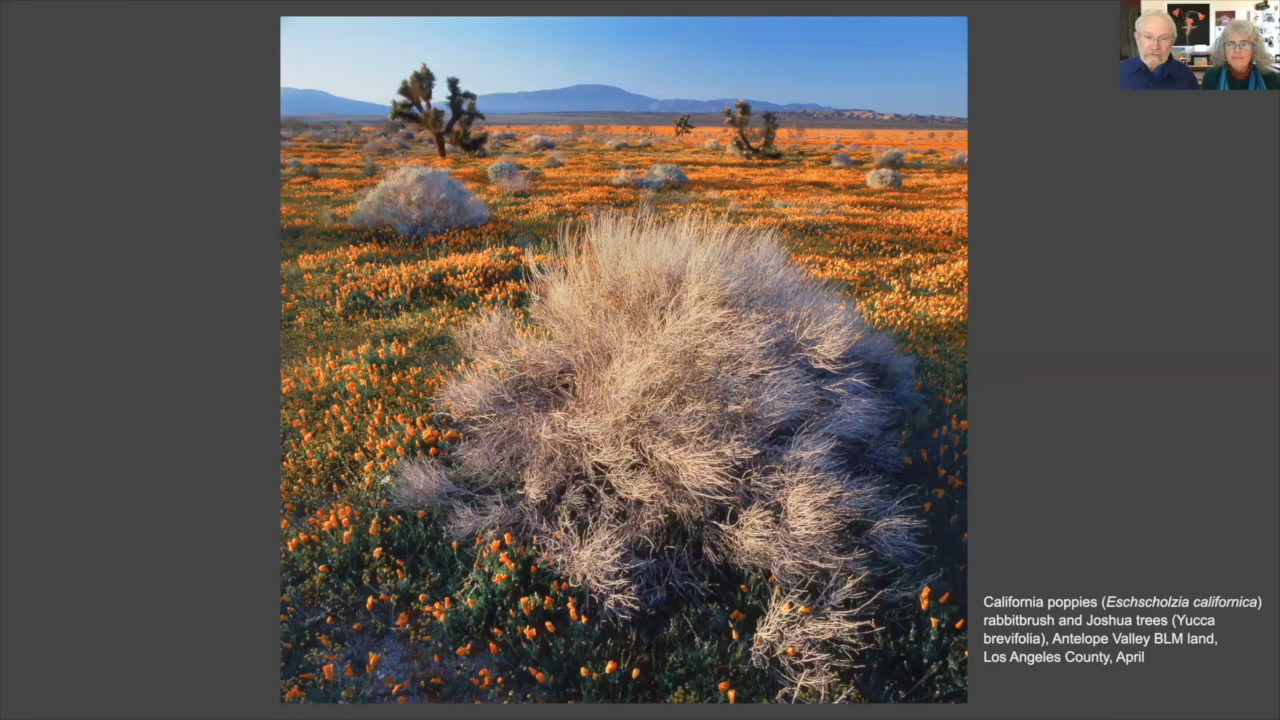 California poppies (Eschscholzia californica)
rabbitbrush and Joshua trees (Yucca
brevifolia), Antelope Valley BLM land,
Los Angeles County, April